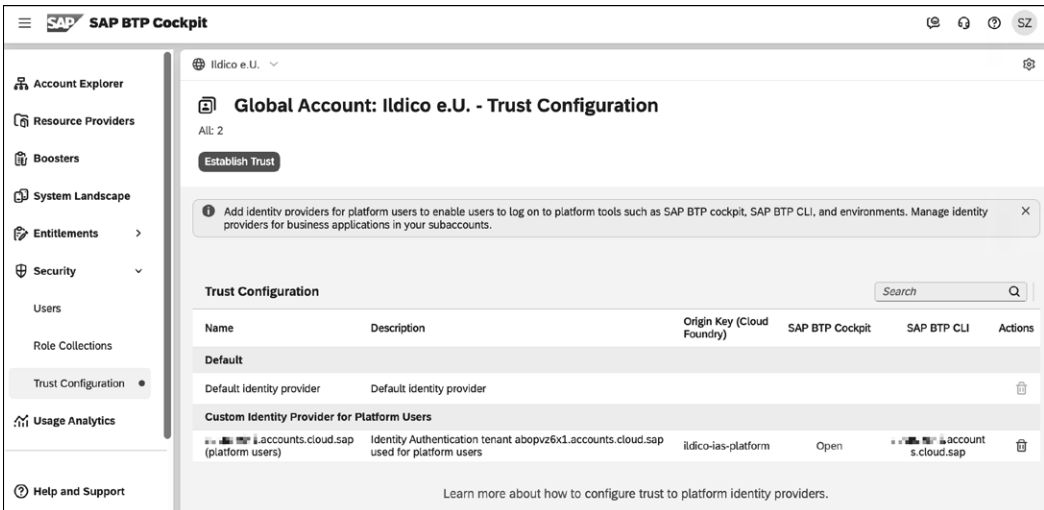 SAP SAP BTP Cockpit
SZ
Account Explorer
Resource Providers
Boosters
System Landscape
Entitlements
Security
Users
Role Collections
Trust Configuration
Usage Analytics
Help and Support
Ildico e.U.
Global Account: Ildico e.U. - Trust Configuration
All: 2
Establish Trust
Add identity providers for platform users to enable users to log on to platform tools such as SAP BTP cockpit, SAP BTP CLI, and environments. Manage identity
providers for business applications in your subaccounts.
Trust Configuration
Search
Name Description Origin Key (Cloud SAP BTP Cockpit SAP BTP CLI Actions
Foundry)
Default
Default identity provider Default identity provider
Custom Identity Provider for Platform Users
.accounts.cloud.sap Identity Authentication tenant abopvz6x1.accounts.cloud.sap ildico-ias-platform Open .account
(platform users) used for platform users s.cloud.sap
Learn more about how to configure trust to platform identity providers.